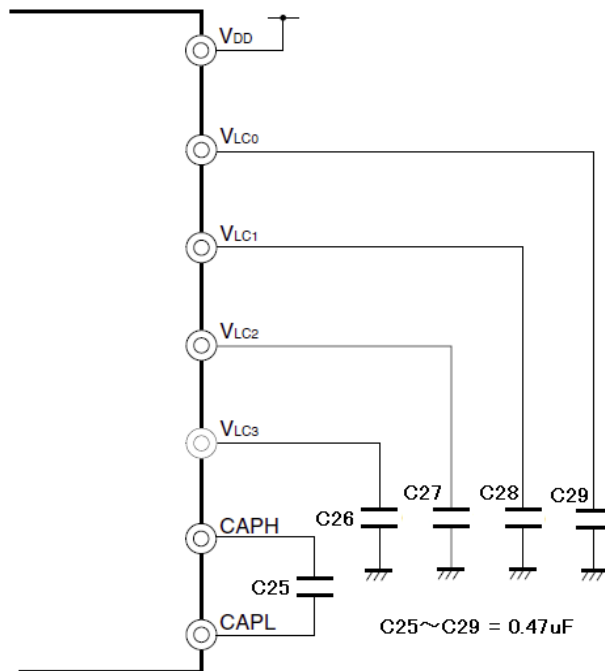 VDD
VLC0
VLC1
VLC2
VLC3
CAPH
CAPL
C25
C26
C27
C28
C29
C25～C29 = 0.47uF